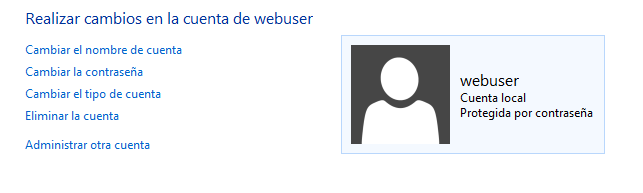 Realizar cambios en la cuenta de webuser
Cambiar el nombre de cuenta
Cambiar la contraseña
Cambiar el tipo de cuenta
Eliminar la cuenta
Administrar otra cuenta
webuser
Cuenta local
Protegida por contraseña